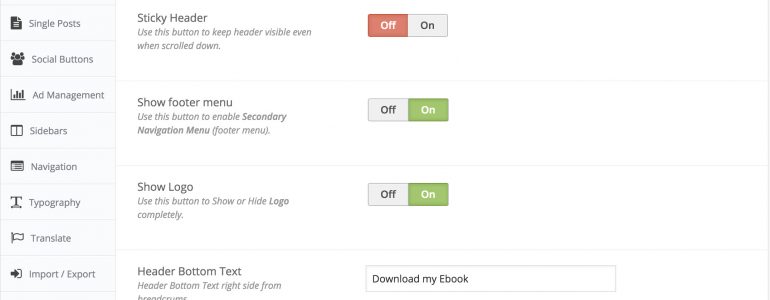 Single Posts
Social Buttons
Ad Management
Sidebars
Navigation
Typography
Translate
Import / Export
Sticky Header
Use this button to keep header visible even
when scrolled down.
Off On
Show footer menu
Use this button to enable Secondary
Navigation Menu (footer menu).
Off On
Show Logo
Use this button to Show or Hide Logo
completely.
Off On
Header Bottom Text
Header Bottom Text right side from
breadcrumps
Download my Ebook